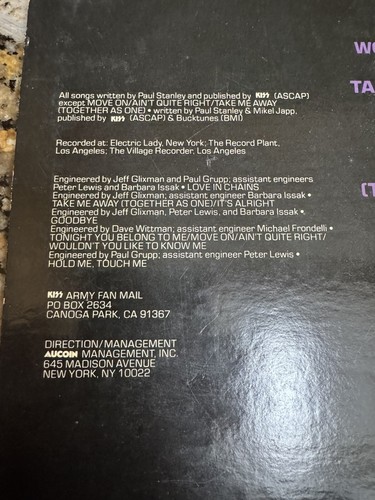 WO
TA
All songs written by Paul Stanley and published by KISS (ASCAP)
except MOVE ON/AIN'T QUITE RIGHT/TAKE ME AWAY
(TOGETHER AS ONE) • written by Paul Stanley & Mikel Japp,
published by KISS (ASCAP) & Bucktunes (BMI)
Recorded at: Electric Lady, New York; The Record Plant,
Los Angeles; The Village Recorder, Los Angeles
(T
Engineered by Jeff Glixman and Paul Grupp; assistant engineers
Peter Lewis and Barbara Issak • LOVE IN CHAINS
Engineered by Jeff Glixman; assistant engineer Barbara Issak •
TAKE ME AWAY (TOGETHER AS ONE)/IT'S ALRIGHT
Engineered by Jeff Glixman, Peter Lewis, and Barbara Issak •
GOODBYE
Engineered by Dave Wittman; assistant engineer Michael Frondelli •
TONIGHT YOU BELONG TO ME/MOVE ON/AIN'T QUITE RIGHT/
WOULDN'T YOU LIKE TO KNOW ME
Engineered by Paul Grupp; assistant engineer Peter Lewis •
HOLD ME, TOUCH ME
KISS ARMY FAN MAIL
PO BOX 2634
CANOGA PARK, CA 91367
DIRECTION/MANAGEMENT
AUCOIN MANAGEMENT, INC.
645 MADISON AVENUE
NEW YORK, NY 10022